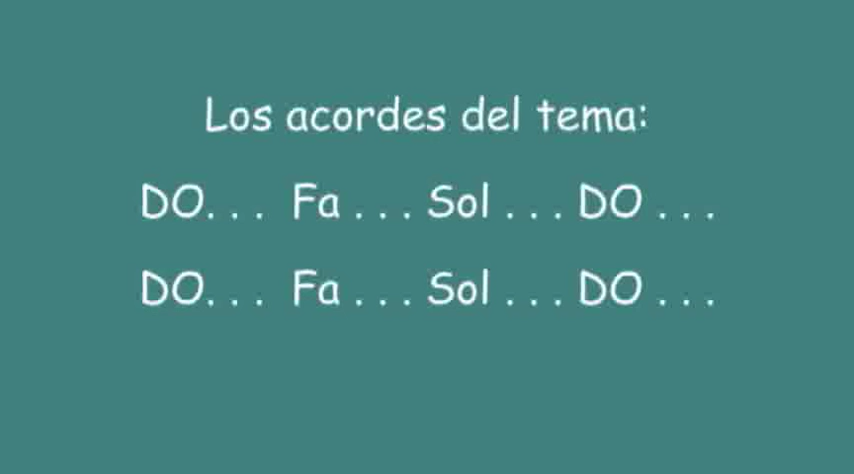 Los acordes del tema:
DO. . . Fa . . . Sol . . . DO . . .
DO. . . Fa . . . Sol . . . DO . . .